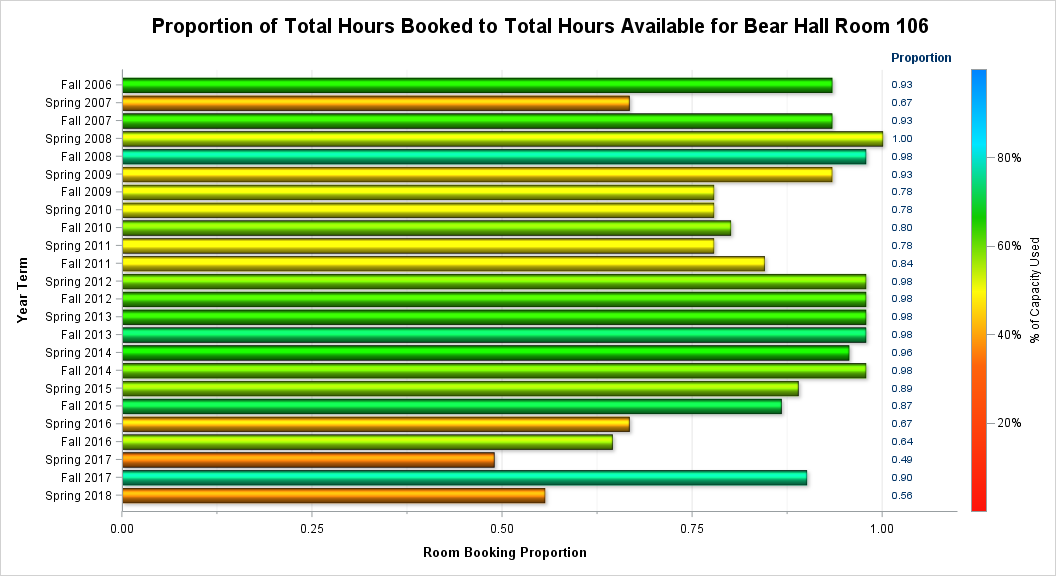 Proportion of Total Hours Booked to Total Hours Available for Bear Hall Room 106
Proportion
Fall 2006 0.93
Spring 2007 0.67
Fall 2007 0.93
Spring 2008 1.00
Fall 2008 0.98
Spring 2009 0.93
Fall 2009 0.78
Spring 2010 0.78
Fall 2010 0.80
Spring 2011 0.78
Fall 2011 0.84
Spring 2012 0.98
Fall 2012 0.98
Spring 2013 0.98
Fall 2013 0.98
Spring 2014 0.96
Fall 2014 0.98
Spring 2015 0.89
Fall 2015 0.87
Spring 2016 0.67
Fall 2016 0.64
Spring 2017 0.49
Fall 2017 0.90
Spring 2018 0.56
Year Term
0.00 0.25 0.50 0.75 1.00
Room Booking Proportion
80%
60%
40%
20%
% of Capacity Used